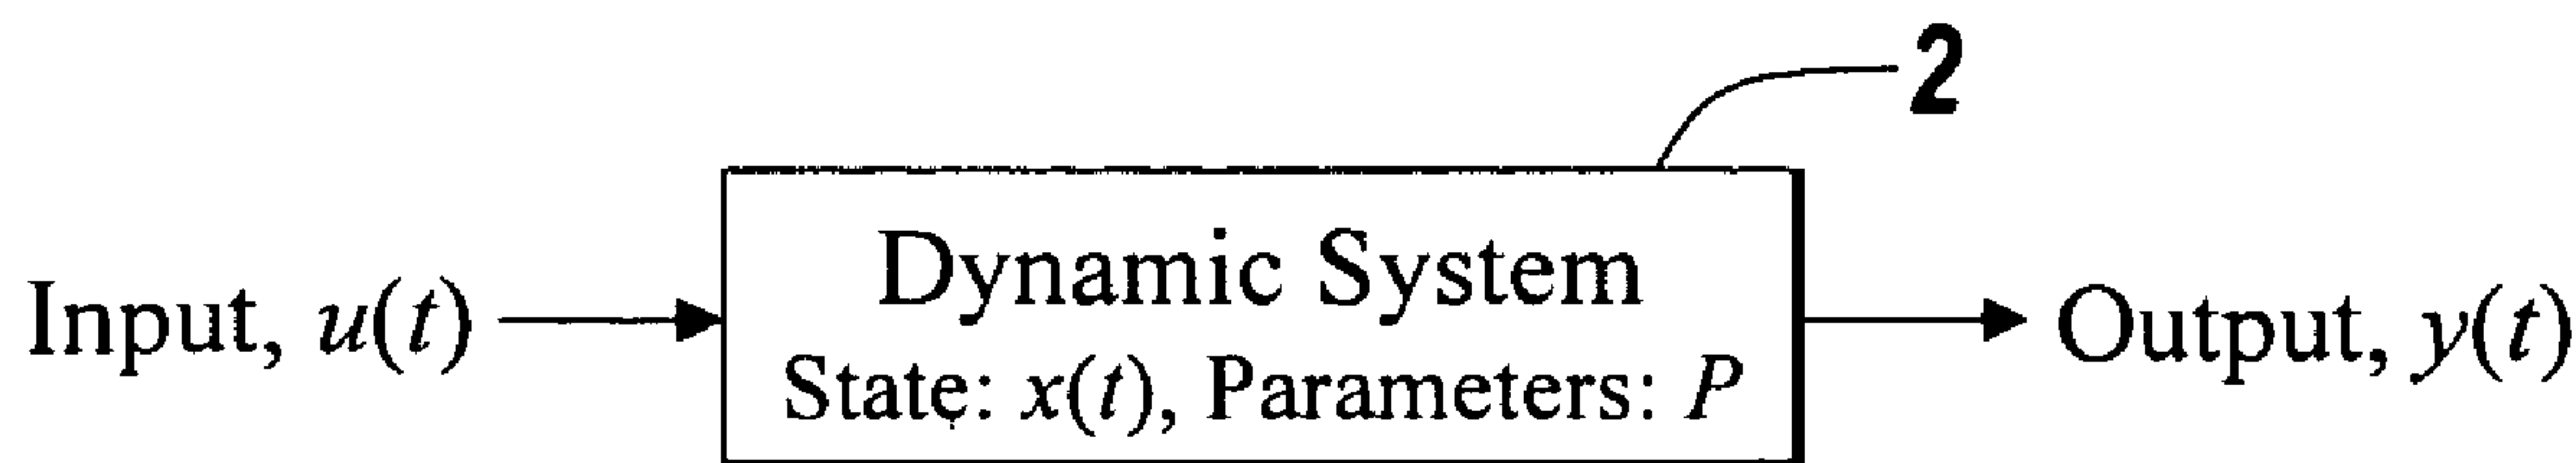 2
Dynamic System
Input, u(t)
Output, y(t)
State: x(t), Parameters: P